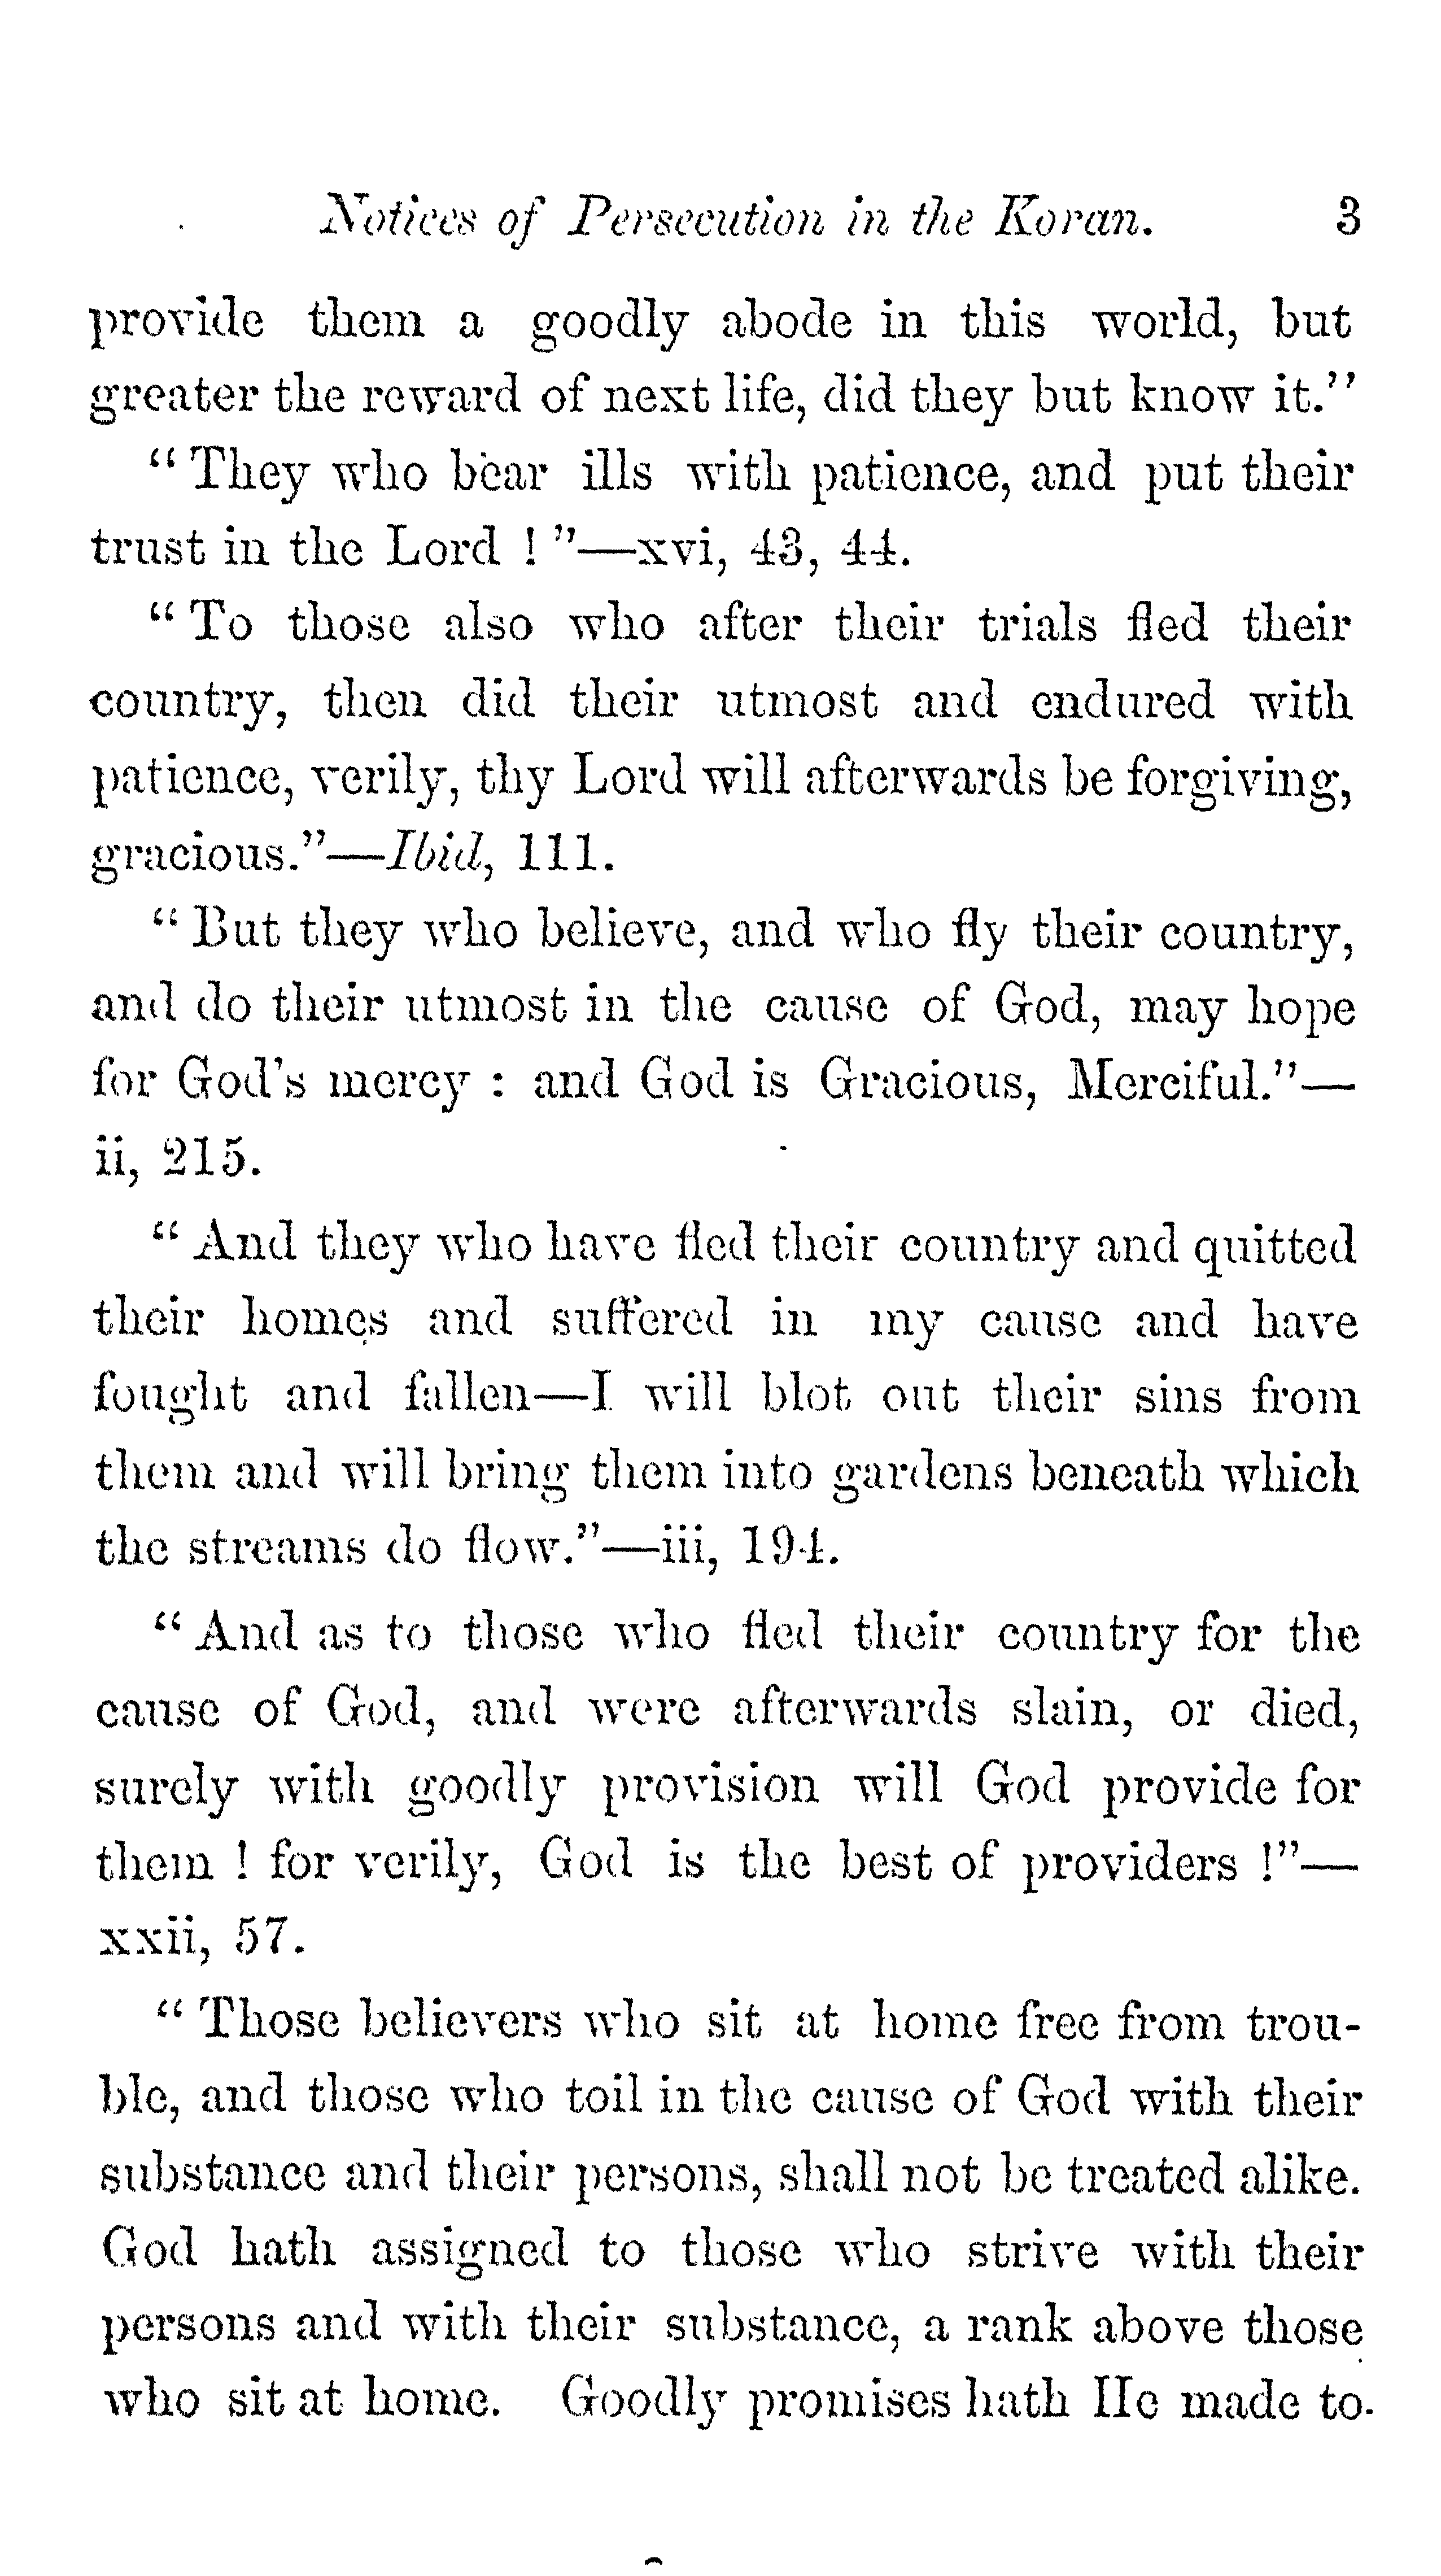 Notices of Persecution in the Koran. 3
provide them a goodly abode in this world, but
greater the reward of next life, did they but know it."
"They who bear ills with patience, and put their
trust in the Lord ! "—xvi, 43, 44.
"To those also who after their trials fled their
country, then did their utmost and endured with
patience, verily, thy Lord will afterwards be forgiving,
gracious."—Ibid, 111.
"But they who believe, and who fly their country,
and do their utmost in the cause of God, may hope
for God's mercy : and God is Gracious, Merciful."—
ii, 215.
"And they who have fled their country and quitted
their homes and suffered in my cause and have
fought and fallen—I will blot out their sins from
them and will bring them into gardens beneath which
the streams do flow."—iii, 194.
"And as to those who fled their country for the
cause of God, and were afterwards slain, or died,
surely with goodly provision will God provide for
them ! for verily, God is the best of providers !"—
xxii, 57.
"Those believers who sit at home free from trou-
ble, and those who toil in the cause of God with their
substance and their persons, shall not be treated alike.
God hath assigned to those who strive with their
persons and with their substance, a rank above those
who sit at home. Goodly promises hath He made to